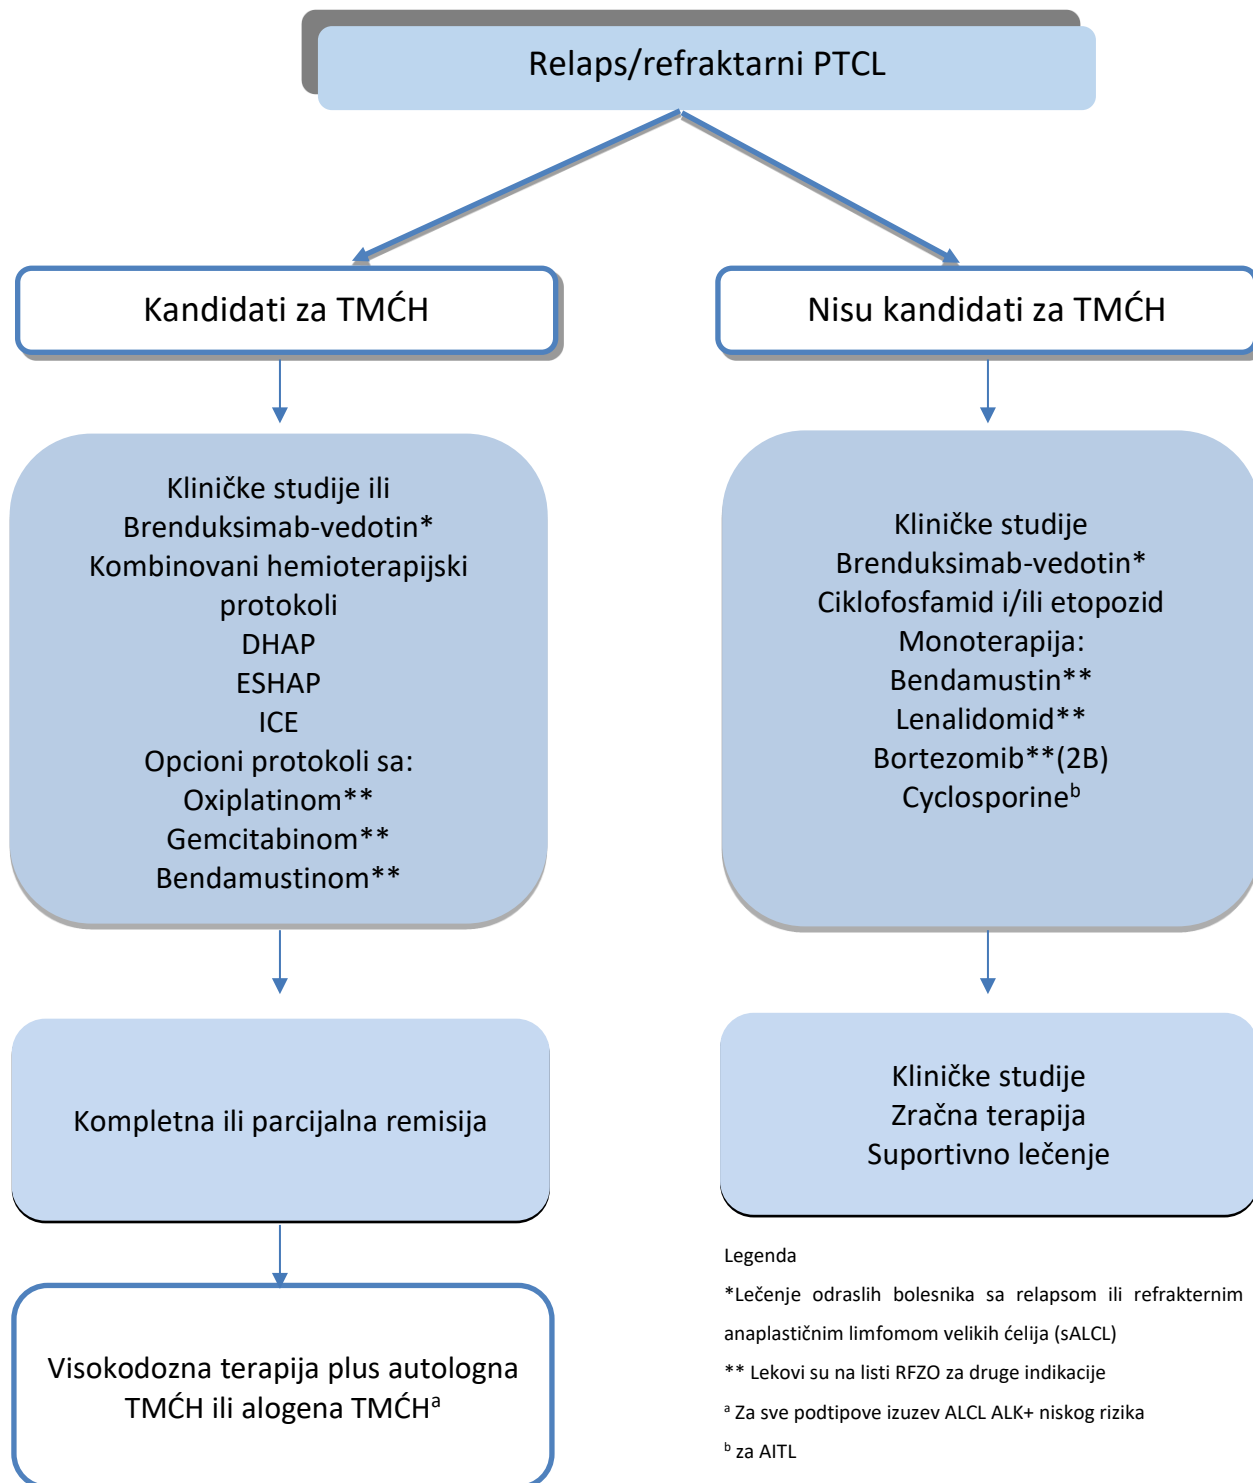 Relaps/refraktarni PTCL
Kandidati za TMĆH
Nisu kandidati za TMĆH
Kliničke studije ili
Brenduksimab-vedotin*
Kombinovani hemioterapijski
protokoli
DHAP
ESHAP
ICE
Opcioni protokoli sa:
Oxiplatinom**
Gemcitabinom**
Bendamustinom**
Kliničke studije
Brenduksimab-vedotin*
Ciklofosfamid i/ili etopozid
Monoterapija:
Bendamustin**
Lenalidomid**
Bortezomib**(2B)
Cyclosporineᵇ
Kompletna ili parcijalna remisija
Kliničke studije
Zračna terapija
Suportivno lečenje
Visokodozna terapija plus autologna
TMĆH ili alogena TMĆHᵃ
Legenda
*Lečenje odraslih bolesnika sa relapsom ili refrakternim
anaplastičnim limfomom velikih ćelija (sALCL)
** Lekovi su na listi RFZO za druge indikacije
ᵃ Za sve podtipove izuzev ALCL ALK+ niskog rizika
ᵇ za AITL